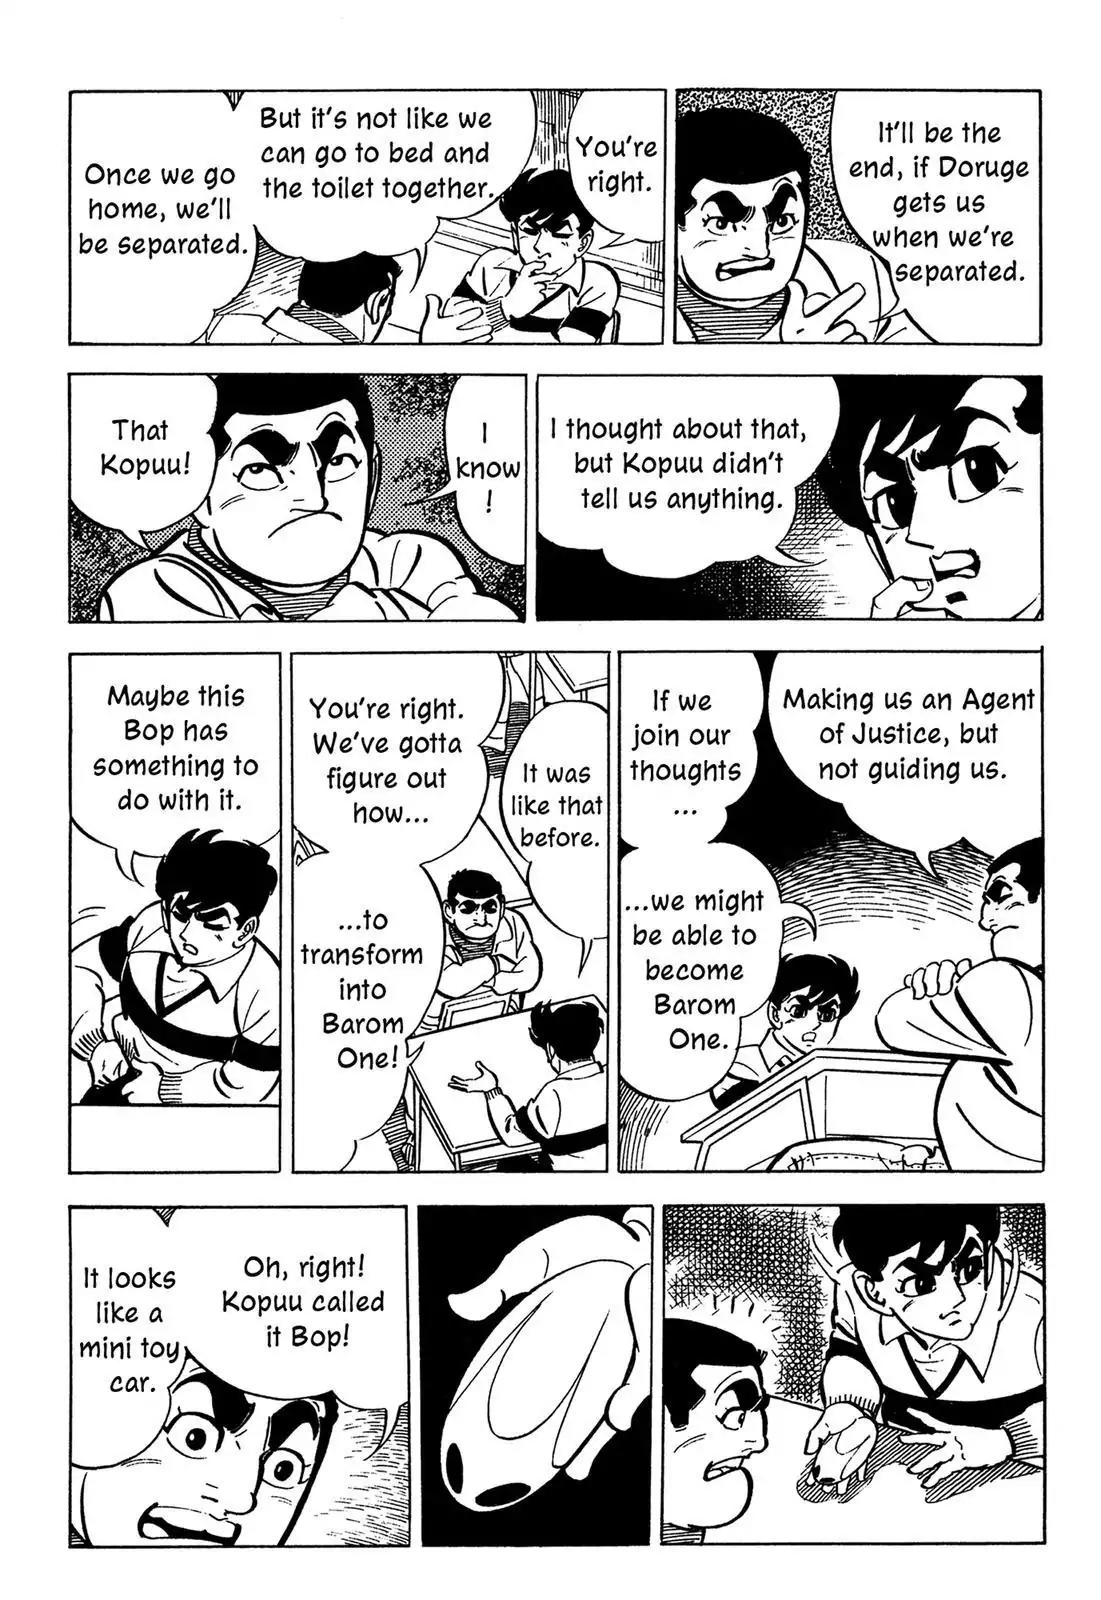 It'll be the
end, if Doruge
gets us
when we're
separated.
You're
right.
But it's not like we
can go to bed and
the toilet together.
Once we go
home, we'll
be separated.
I thought about that,
but Kopuu didn't
tell us anything.
I
know
!
That
Kopuu!
Making us an Agent
of Justice, but
not guiding us.
If we
join our
thoughts
...
...we might
be able to
become
Barom
One.
It was
like that
before.
You're right.
We've gotta
figure out
how...
...to
transform
into
Barom
One!
Maybe this
Bop has
something to
do with it.
Oh, right!
Kopuu called
it Bop!
It looks
like a
mini toy
car.